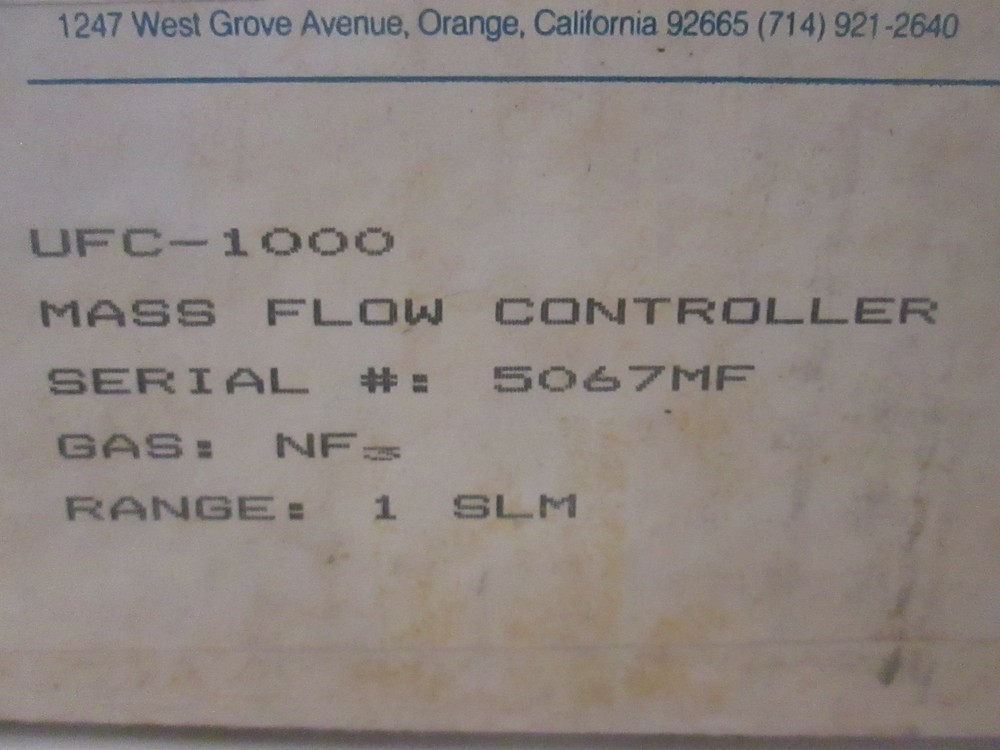 1247 West Grove Avenue, Orange, California 92665 (714) 921-2640
UFC-1000
MASS FLOW CONTROLLER
SERIAL #: 5067MF
GAS: NF₃
RANGE: 1 SLM